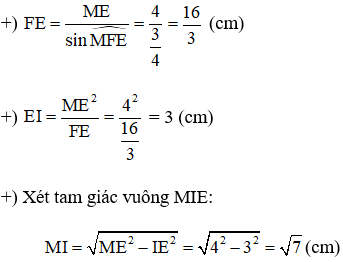 +) FE = ME / sin MFE = 4 / (3/4) = 16/3 (cm)
+) EI = ME² / FE = 4² / (16/3) = 3 (cm)
+) Xét tam giác vuông MIE:
MI = √(ME² − IE²) = √(4² − 3²) = √7 (cm)